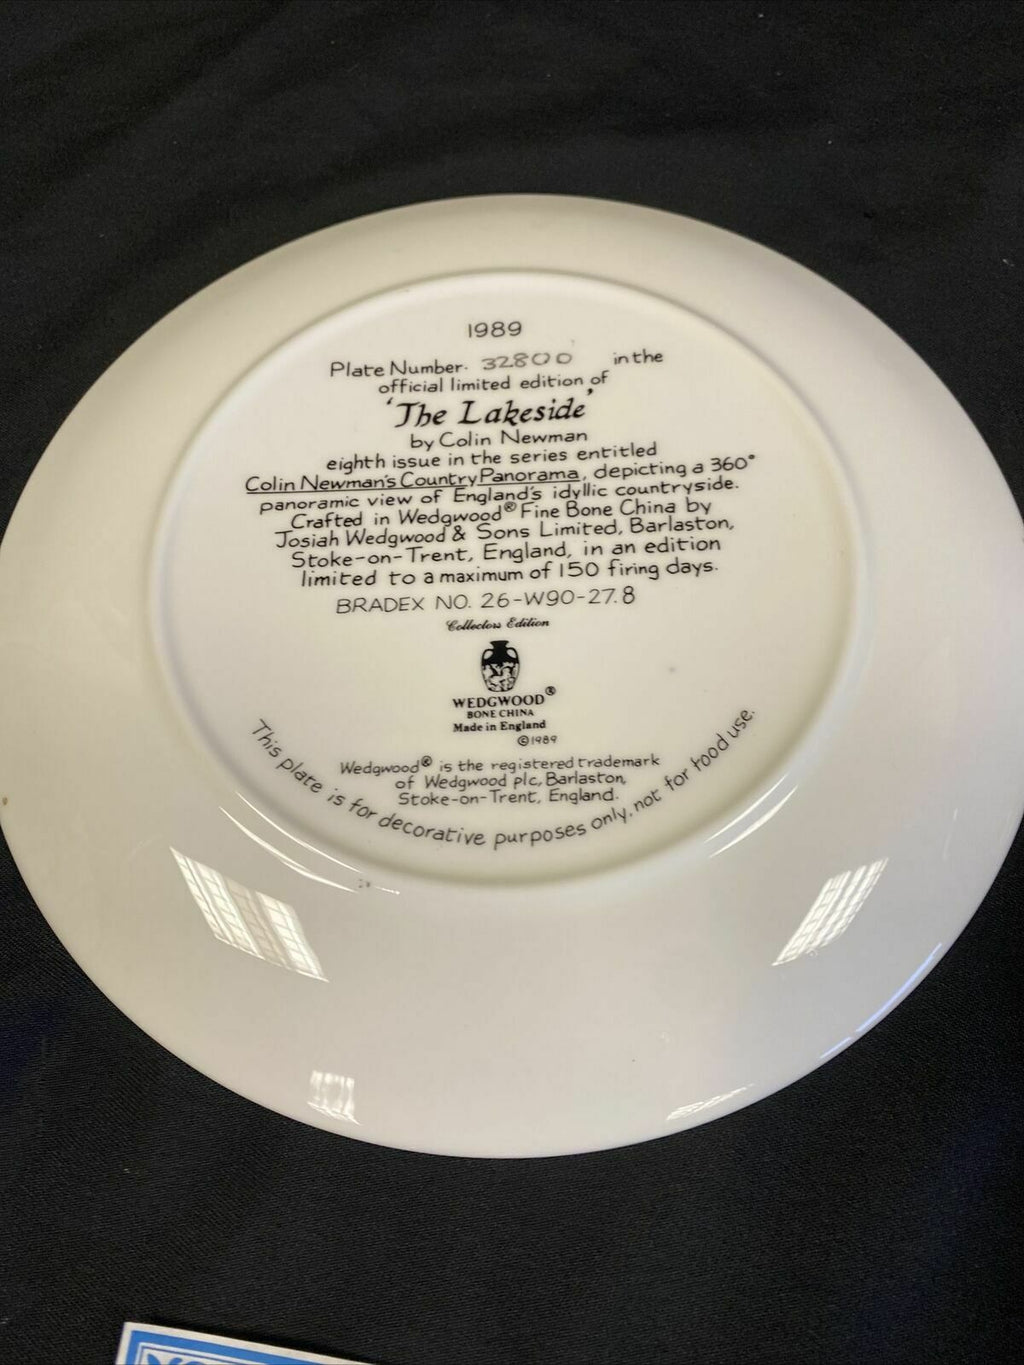 1989
Plate Number. 32800 in the
official limited edition of
'The Lakeside'
by Colin Newman
eighth issue in the series entitled
Colin Newman's Country Panorama, depicting a 360°
panoramic view of England's idyllic countryside.
Crafted in Wedgwood® Fine Bone China by
Josiah Wedgwood & Sons Limited, Barlaston,
Stoke-on-Trent, England, in an edition
limited to a maximum of 150 firing days.
BRADEX NO. 26-W90-27.8
Collectors Edition
WEDGWOOD®
BONE CHINA
Made in England
©1989
Wedgwood® is the registered trademark
of Wedgwood plc, Barlaston,
Stoke-on-Trent, England.
This plate is for decorative purposes only, not for food use.